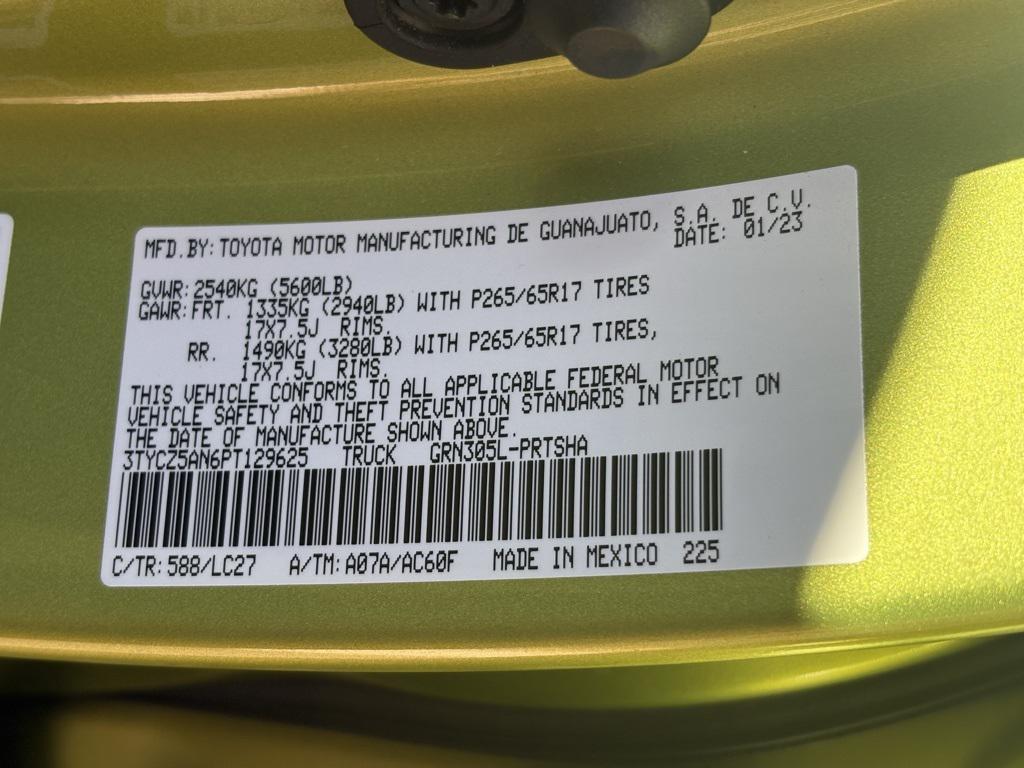 MFD.BY: TOYOTA MOTOR MANUFACTURING DE GUANAJUATO, S.A. DE C.V.
DATE: 01/23
GVWR: 2540KG (5600LB)
GAWR: FRT. 1335KG (2940LB) WITH P265/65R17 TIRES
17X7.5J RIMS.
RR. 1490KG (3280LB) WITH P265/65R17 TIRES,
17X7.5J RIMS.
THIS VEHICLE CONFORMS TO ALL APPLICABLE FEDERAL MOTOR
VEHICLE SAFETY AND THEFT PREVENTION STANDARDS IN EFFECT ON
THE DATE OF MANUFACTURE SHOWN ABOVE.
3TYCZ5AN6PT129625 TRUCK GRN305L-PRTSHA
C/TR: 588/LC27 A/TM: A07A/AC60F MADE IN MEXICO 225